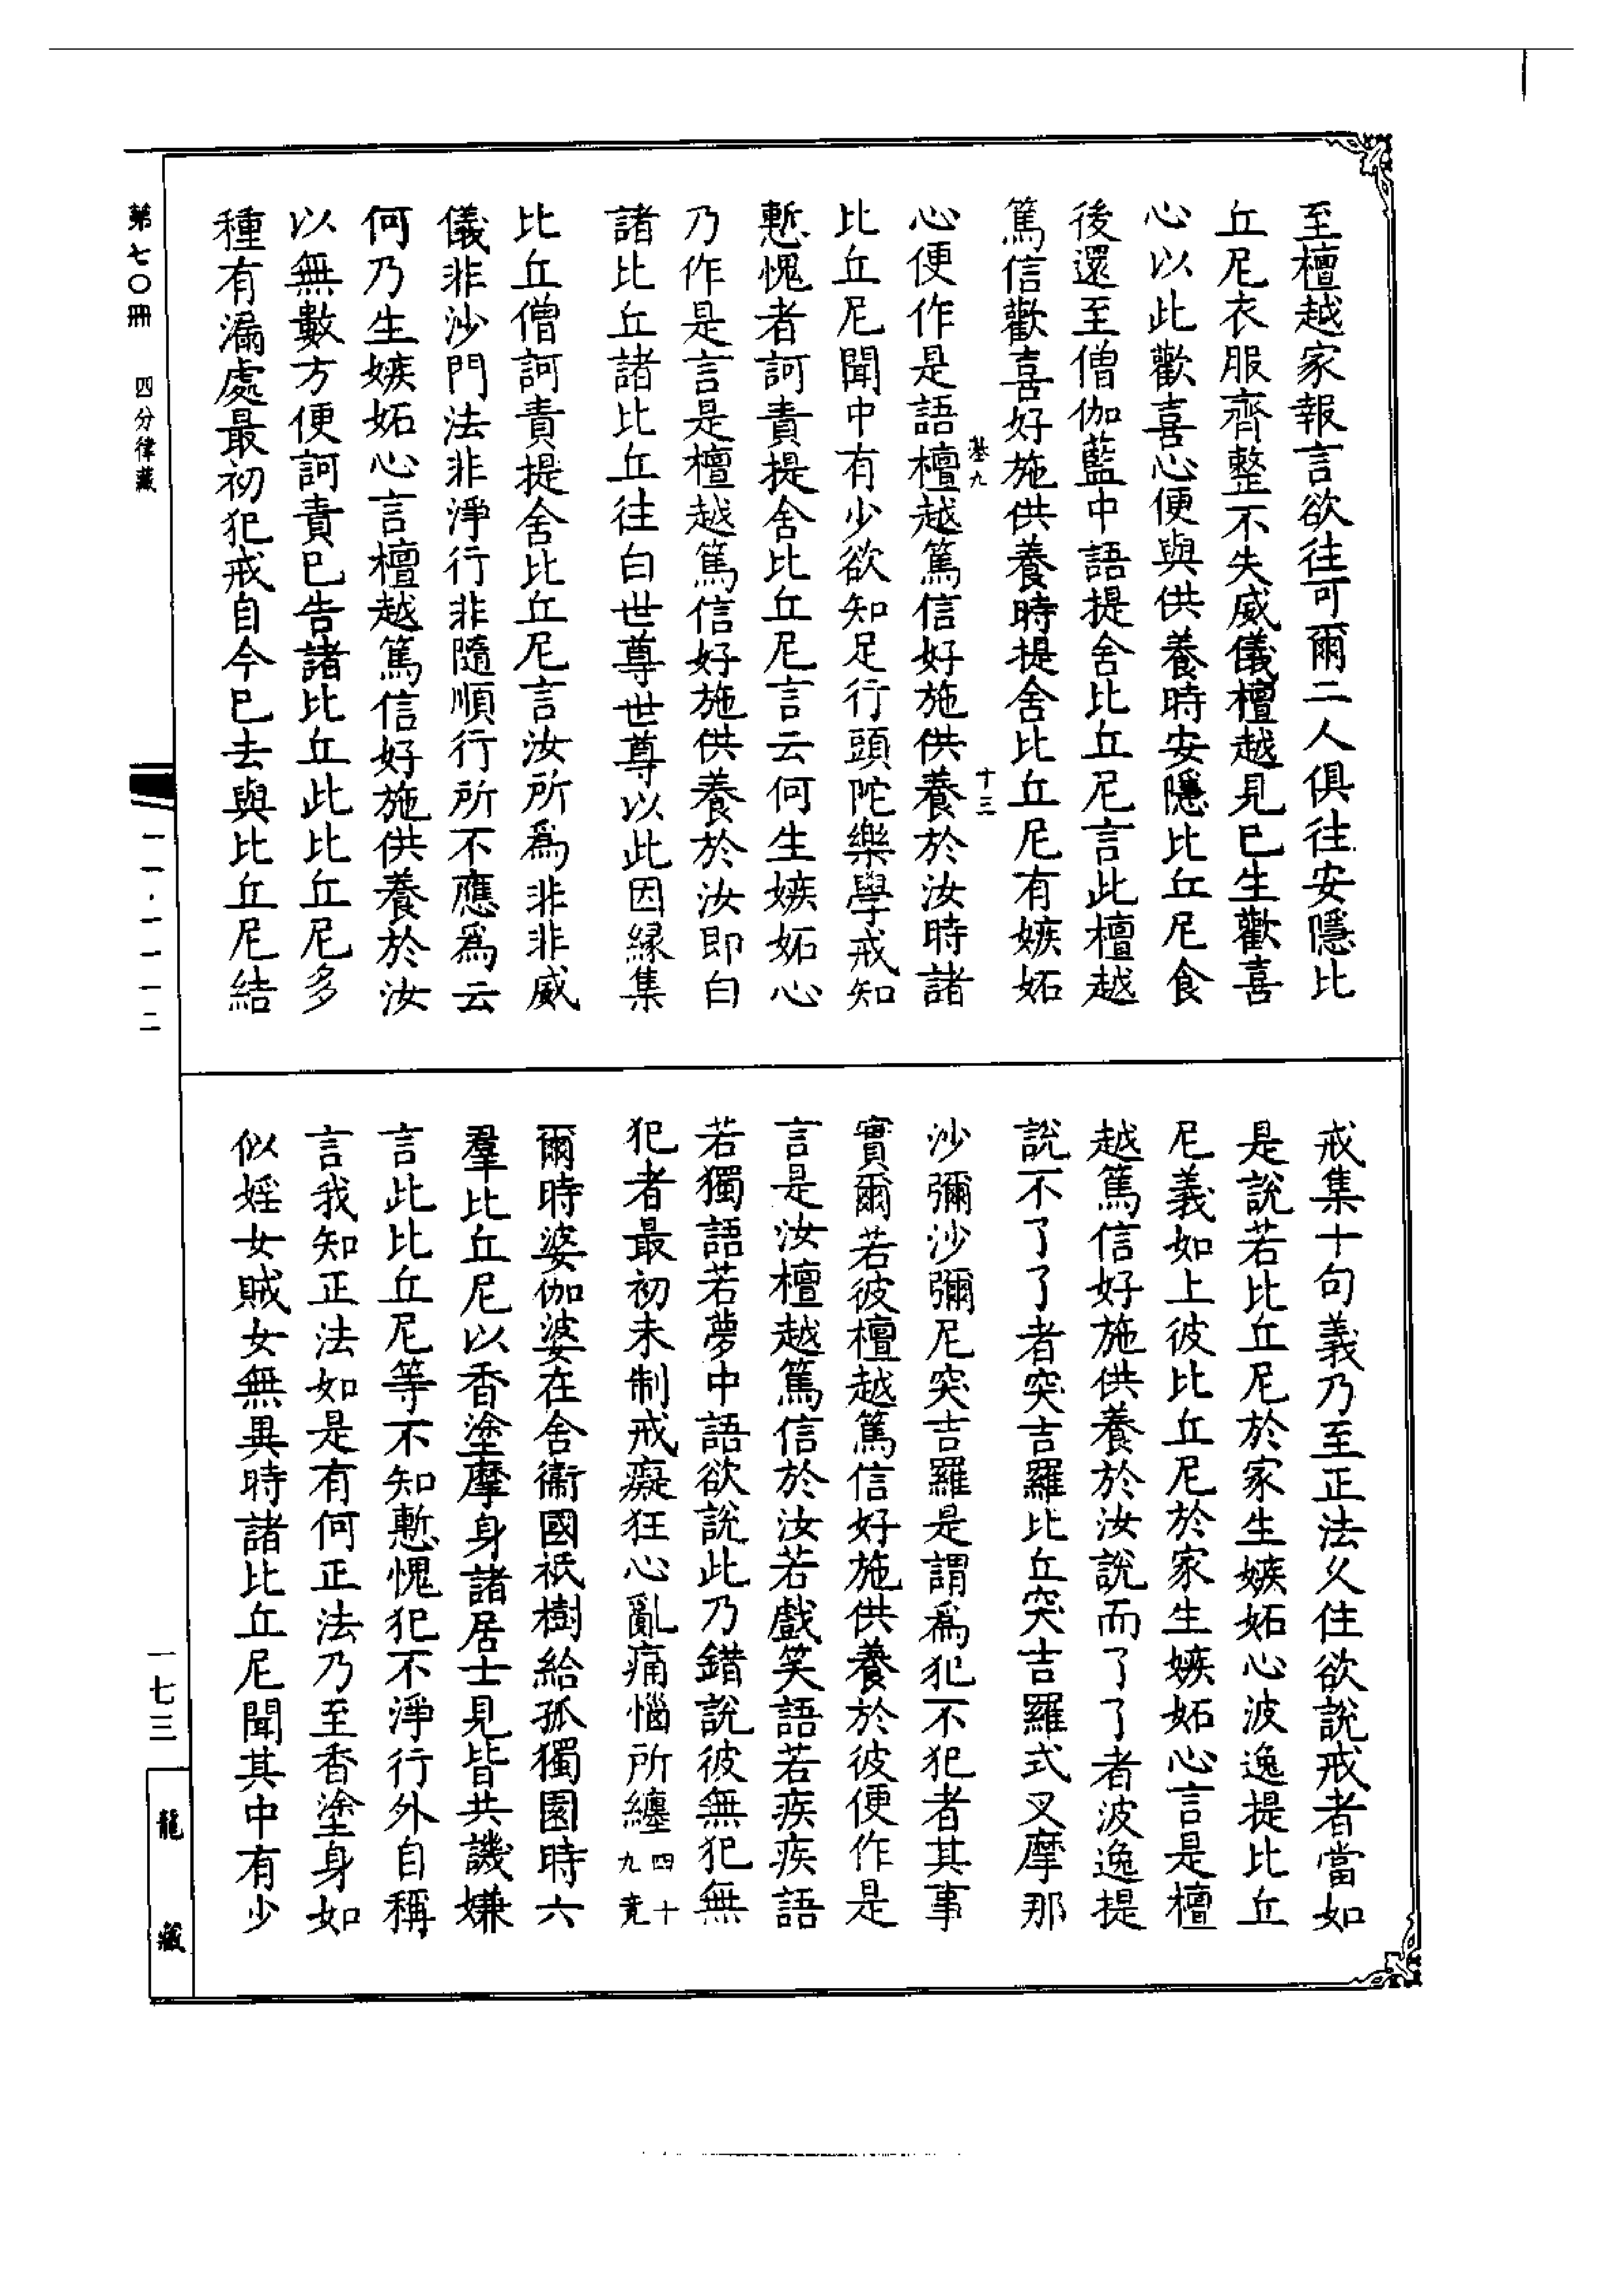 至檀越家報言欲往可爾二人俱往安隱比
丘尼衣服齊整不失威儀檀越見已生歡喜
心以此歡喜心便與供養時安隱比丘尼食
後還至僧伽藍中語提舍比丘尼言此檀越
篤信歡喜好施供養時提舍比丘尼有嫉妬
基九 十三
心便作是語檀越篤信好施供養於汝時諸
比丘尼聞中有少欲知足行頭陀樂學戒知
慙愧者訶責提舍比丘尼言云何生嫉妬心
乃作是言是檀越篤信好施供養於汝即白
諸比丘諸比丘往白世尊世尊以此因緣集
比丘僧訶責提舍比丘尼言汝所爲非非威
儀非沙門法非淨行非隨順行所不應爲云
何乃生嫉妬心言檀越篤信好施供養於汝
以無數方便訶責已告諸比丘此比丘尼多
種有漏處最初犯戒自今已去與比丘尼結
戒集十句義乃至正法久住欲說戒者當如
是說若比丘尼於家生嫉妬心波逸提比丘
尼義如上彼比丘尼於家生嫉妬心言是檀
越篤信好施供養於汝說而了了者波逸提
說不了了者突吉羅比丘突吉羅式叉摩那
沙彌沙彌尼突吉羅是謂爲犯不犯者其事
實爾若彼檀越篤信好施供養於彼便作是
言是汝檀越篤信於汝若戲笑語若疾疾語
若獨語若夢中語欲說此乃錯說彼無犯無
犯者最初未制戒癡狂心亂痛惱所纏四十九竟
爾時婆伽婆在舍衞國祇樹給孤獨園時六
羣比丘尼以香塗摩身諸居士見皆共譏嫌
言此比丘尼等不知慙愧犯不淨行外自稱
言我知正法如是有何正法乃至香塗身如
似婬女賊女無異時諸比丘尼聞其中有少
第七〇冊 四分律藏
一一·一一一二
一七三
龍藏